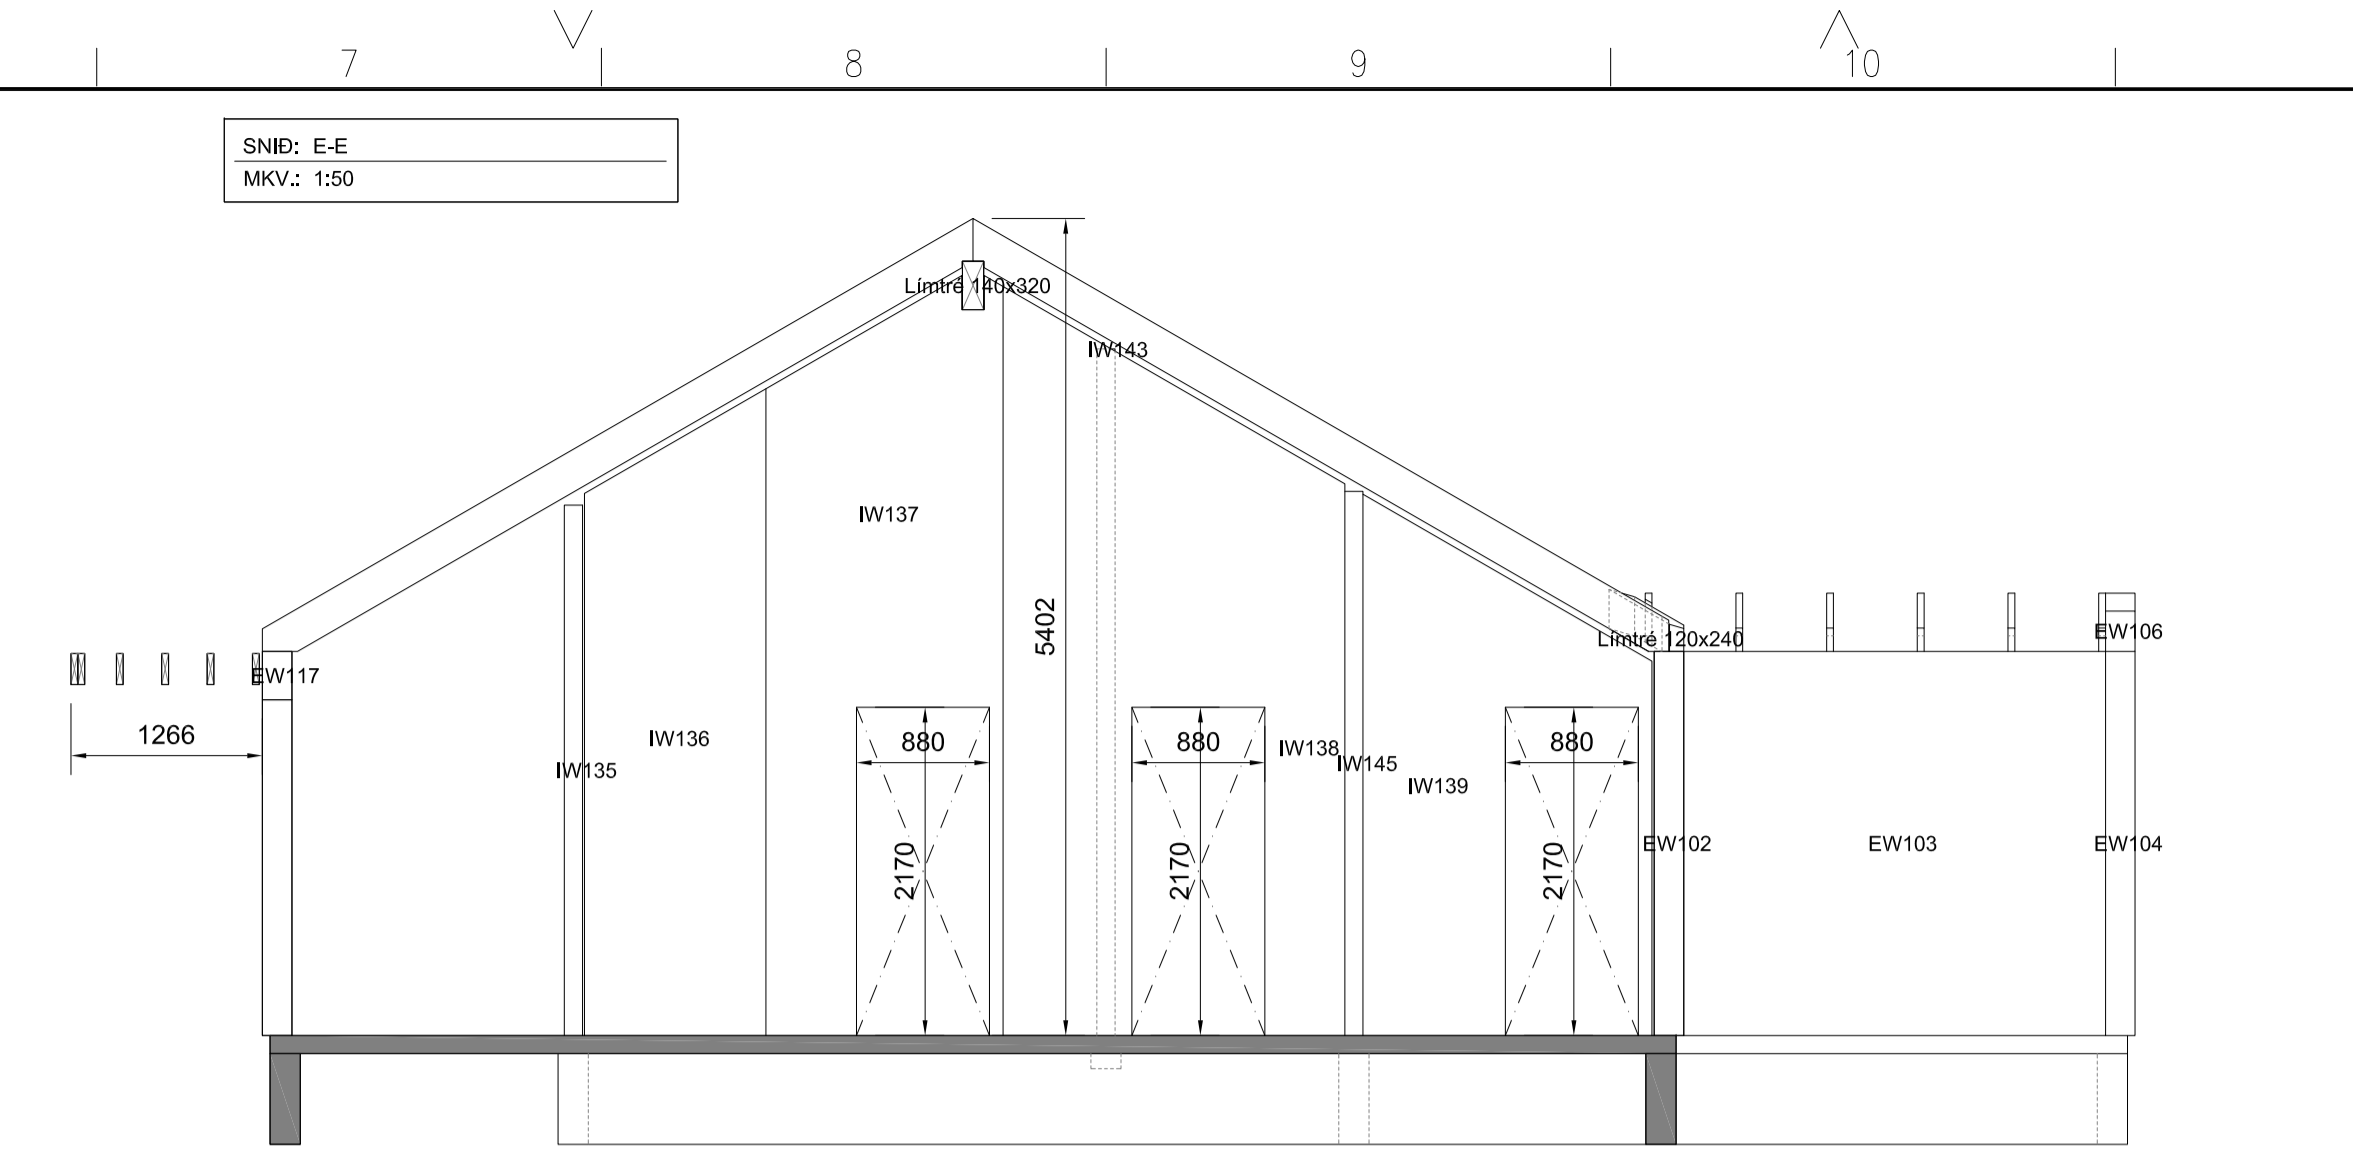 7
8
9
10
SNIÐ: E-E
MKV.: 1:50
Límtré 140x320
IW143
IW137
5402
Límtré 120x240
EW106
EW117
1266
IW136
880
880
IW138
880
IW135
IW145
IW139
2170
2170
2170
EW102
EW103
EW104